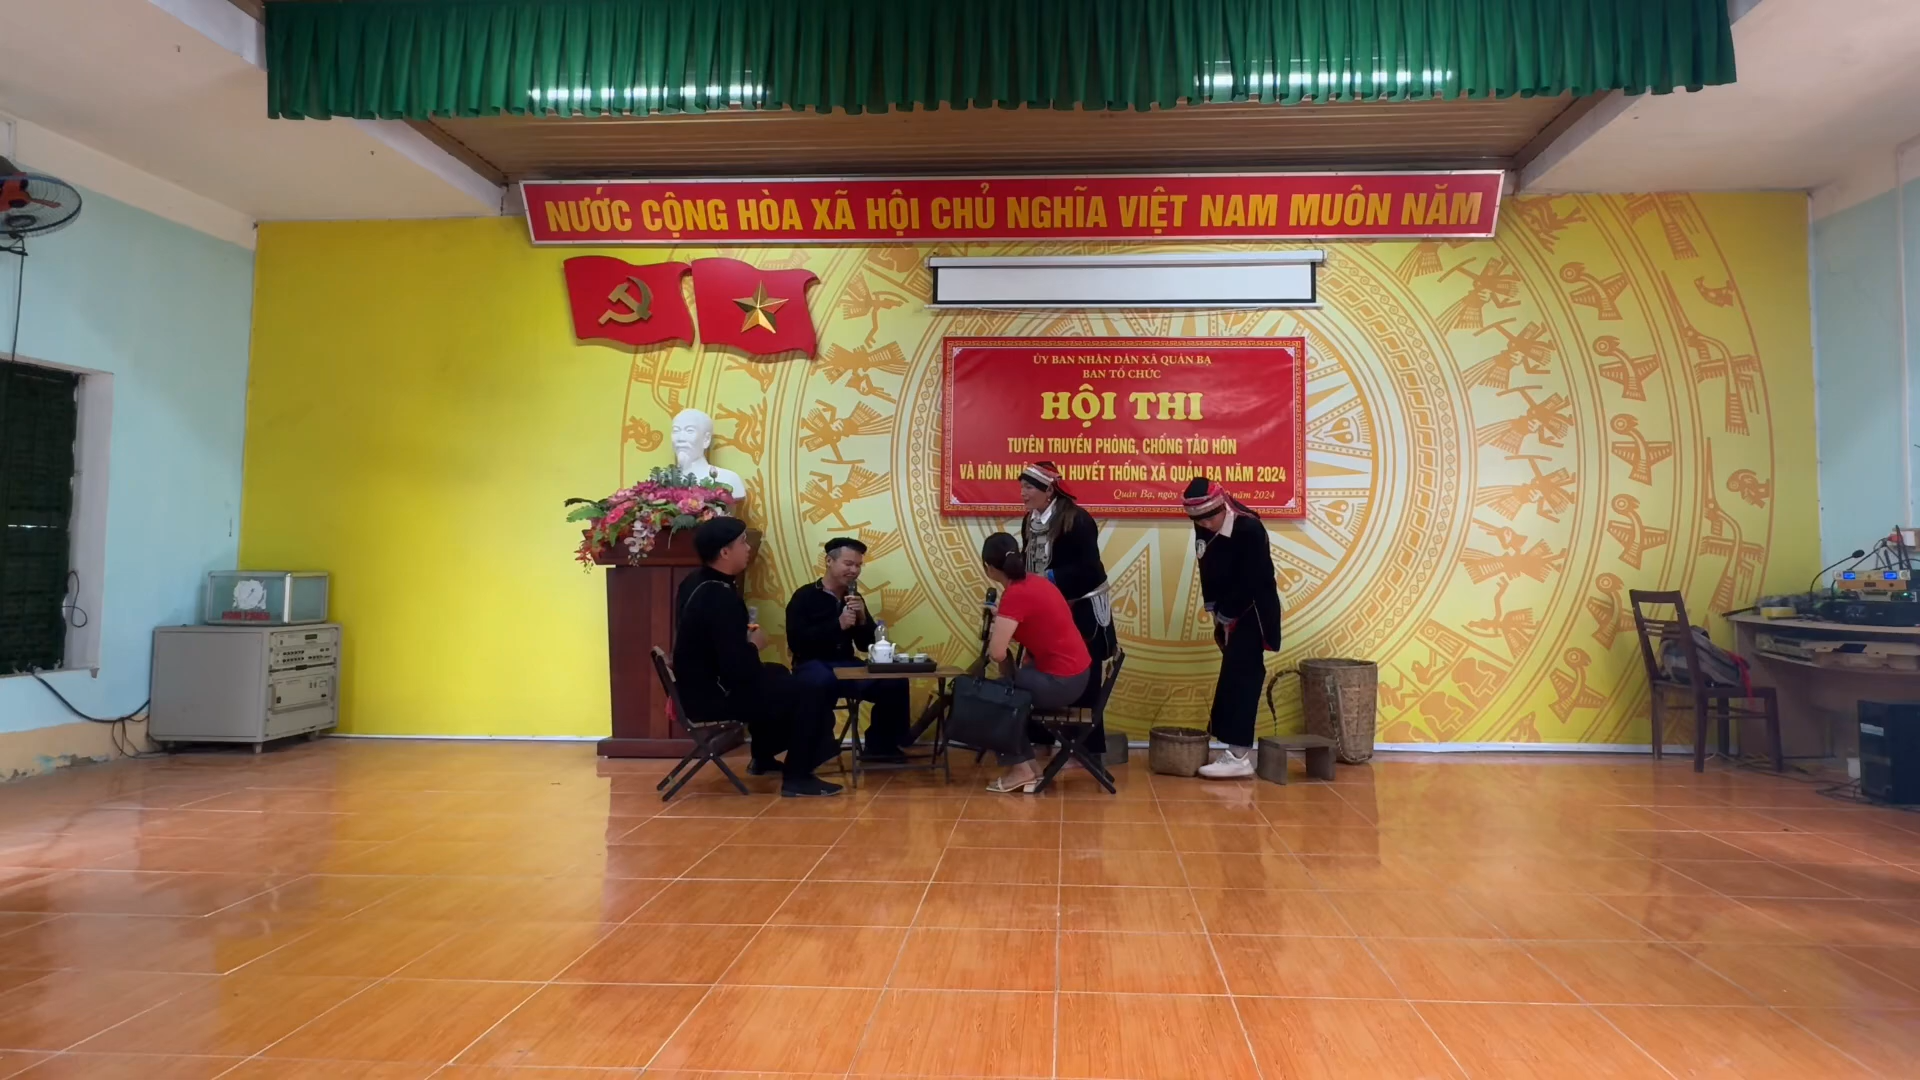 NƯỚC CỘNG HÒA XÃ HỘI CHỦ NGHĨA VIỆT NAM MUÔN NĂM
ỦY BAN NHÂN DÂN XÃ QUẢN BẠ
BAN TỔ CHỨC
HỘI THI
TUYÊN TRUYỀN PHÒNG, CHỐNG TẢO HÔN
VÀ HÔN HUYẾT THỐNG XÃ QUẢN BẠ NĂM 2024
Quản Bạ, ngày năm 2024